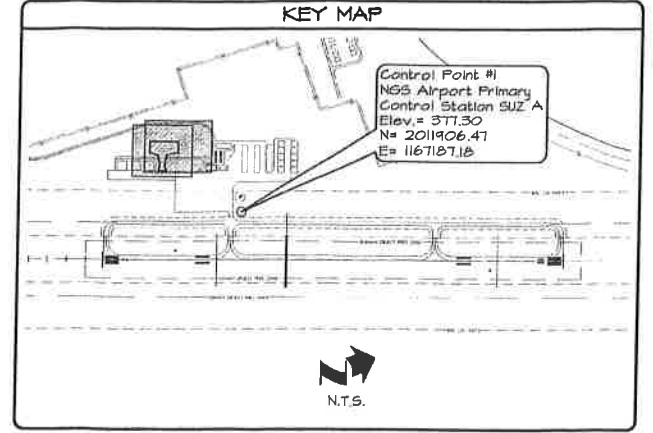 KEY MAP
Control Point #1
NGS Airport Primary
Control Station SUZ A
Elev.= 377.30
N= 2011906.47
E= 1167187.18
N
N.T.S.